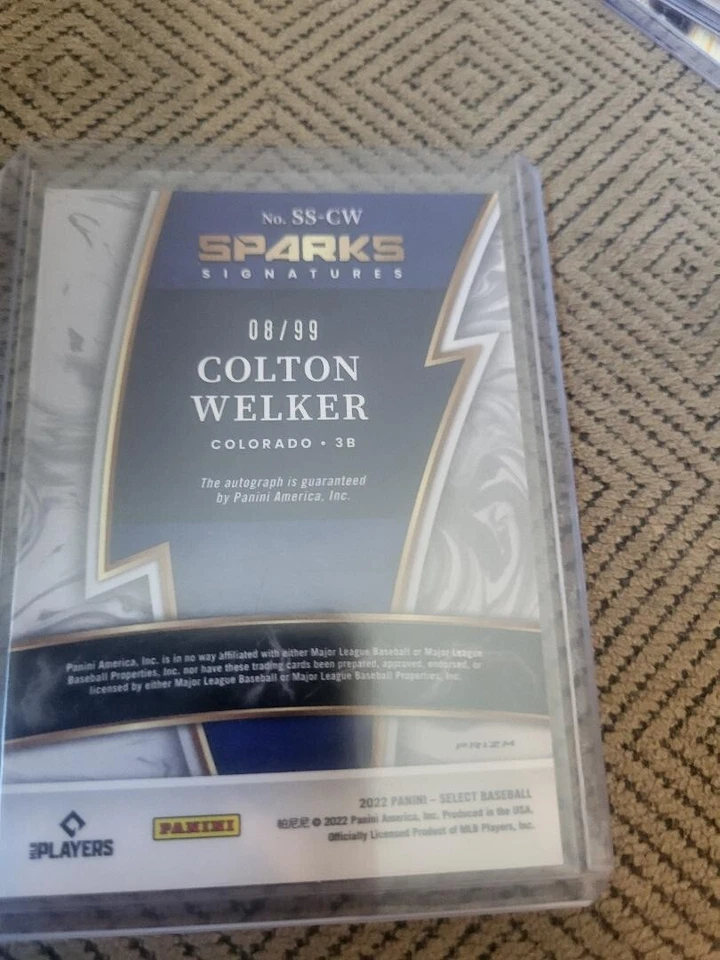 No. SS-CW
SPARKS
SIGNATURES
08/99
COLTON
WELKER
COLORADO • 3B
The autograph is guaranteed
by Panini America, Inc.
Panini America, Inc. is in no way affiliated with either Major League Baseball or Major League
Baseball Properties, Inc. nor have these trading cards been prepared, approved, endorsed, or
licensed by either Major League Baseball or Major League Baseball Properties, Inc.
PRIZM
2022 PANINI – SELECT BASEBALL
帕尼尼 © 2022 Panini America, Inc. Produced in the USA.
Officially Licensed Product of MLB Players, Inc.
MLB PLAYERS
PANINI